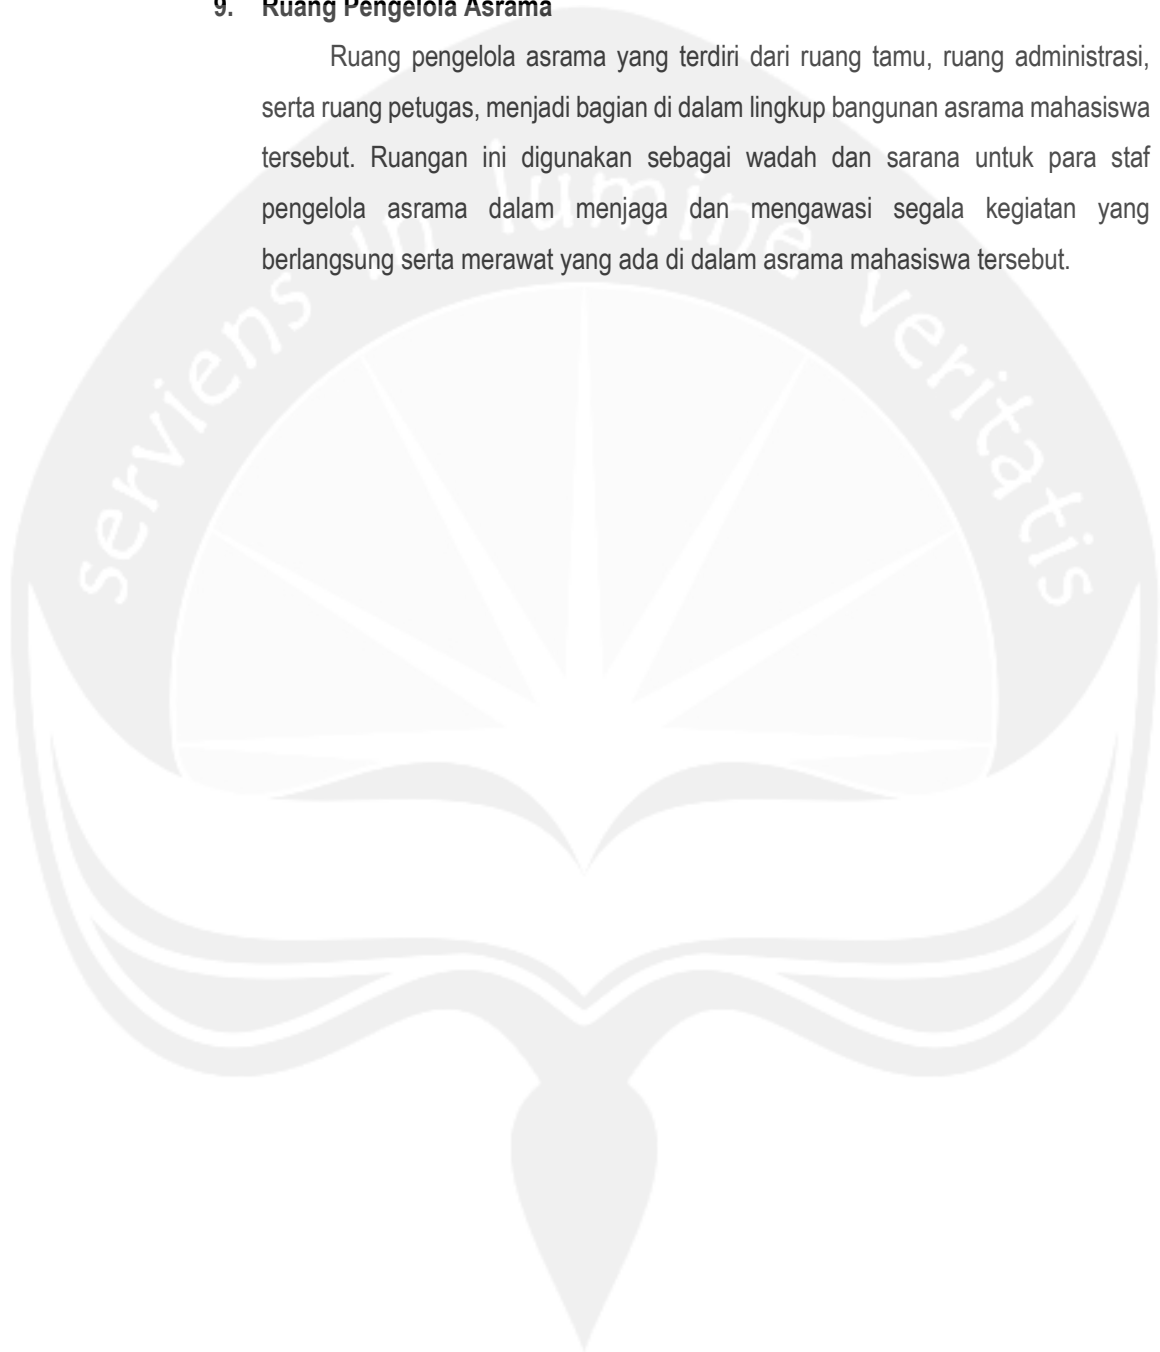 9. Ruang Pengelola Asrama
Ruang pengelola asrama yang terdiri dari ruang tamu, ruang administrasi,
serta ruang petugas, menjadi bagian di dalam lingkup bangunan asrama mahasiswa
tersebut. Ruangan ini digunakan sebagai wadah dan sarana untuk para staf
pengelola asrama dalam menjaga dan mengawasi segala kegiatan yang
berlangsung serta merawat yang ada di dalam asrama mahasiswa tersebut.
serviens in lumine veritatis